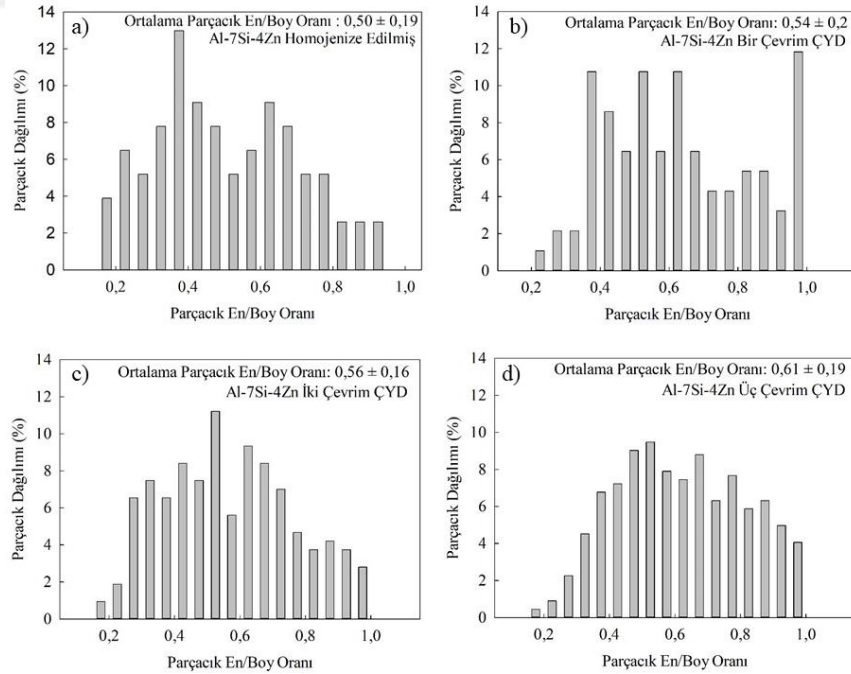 a)
Ortalama Parçacık En/Boy Oranı : 0,50 ± 0,19
Al-7Si-4Zn Homojenize Edilmiş
Parçacık Dağılımı (%)
14
12
10
8
6
4
2
0
0,2 0,4 0,6 0,8 1,0
Parçacık En/Boy Oranı
b)
Ortalama Parçacık En/Boy Oranı: 0,54 ± 0,2
Al-7Si-4Zn Bir Çevrim ÇYD
Parçacık Dağılımı (%)
14
12
10
8
6
4
2
0
0,2 0,4 0,6 0,8 1,0
Parçacık En/Boy Oranı
c)
Ortalama Parçacık En/Boy Oranı: 0,56 ± 0,16
Al-7Si-4Zn İki Çevrim ÇYD
Parçacık Dağılımı (%)
14
12
10
8
6
4
2
0
0,2 0,4 0,6 0,8 1,0
Parçacık En/Boy Oranı
d)
Ortalama Parçacık En/Boy Oranı: 0,61 ± 0,19
Al-7Si-4Zn Üç Çevrim ÇYD
Parçacık Dağılımı (%)
14
12
10
8
6
4
2
0
0,2 0,4 0,6 0,8 1,0
Parçacık En/Boy Oranı